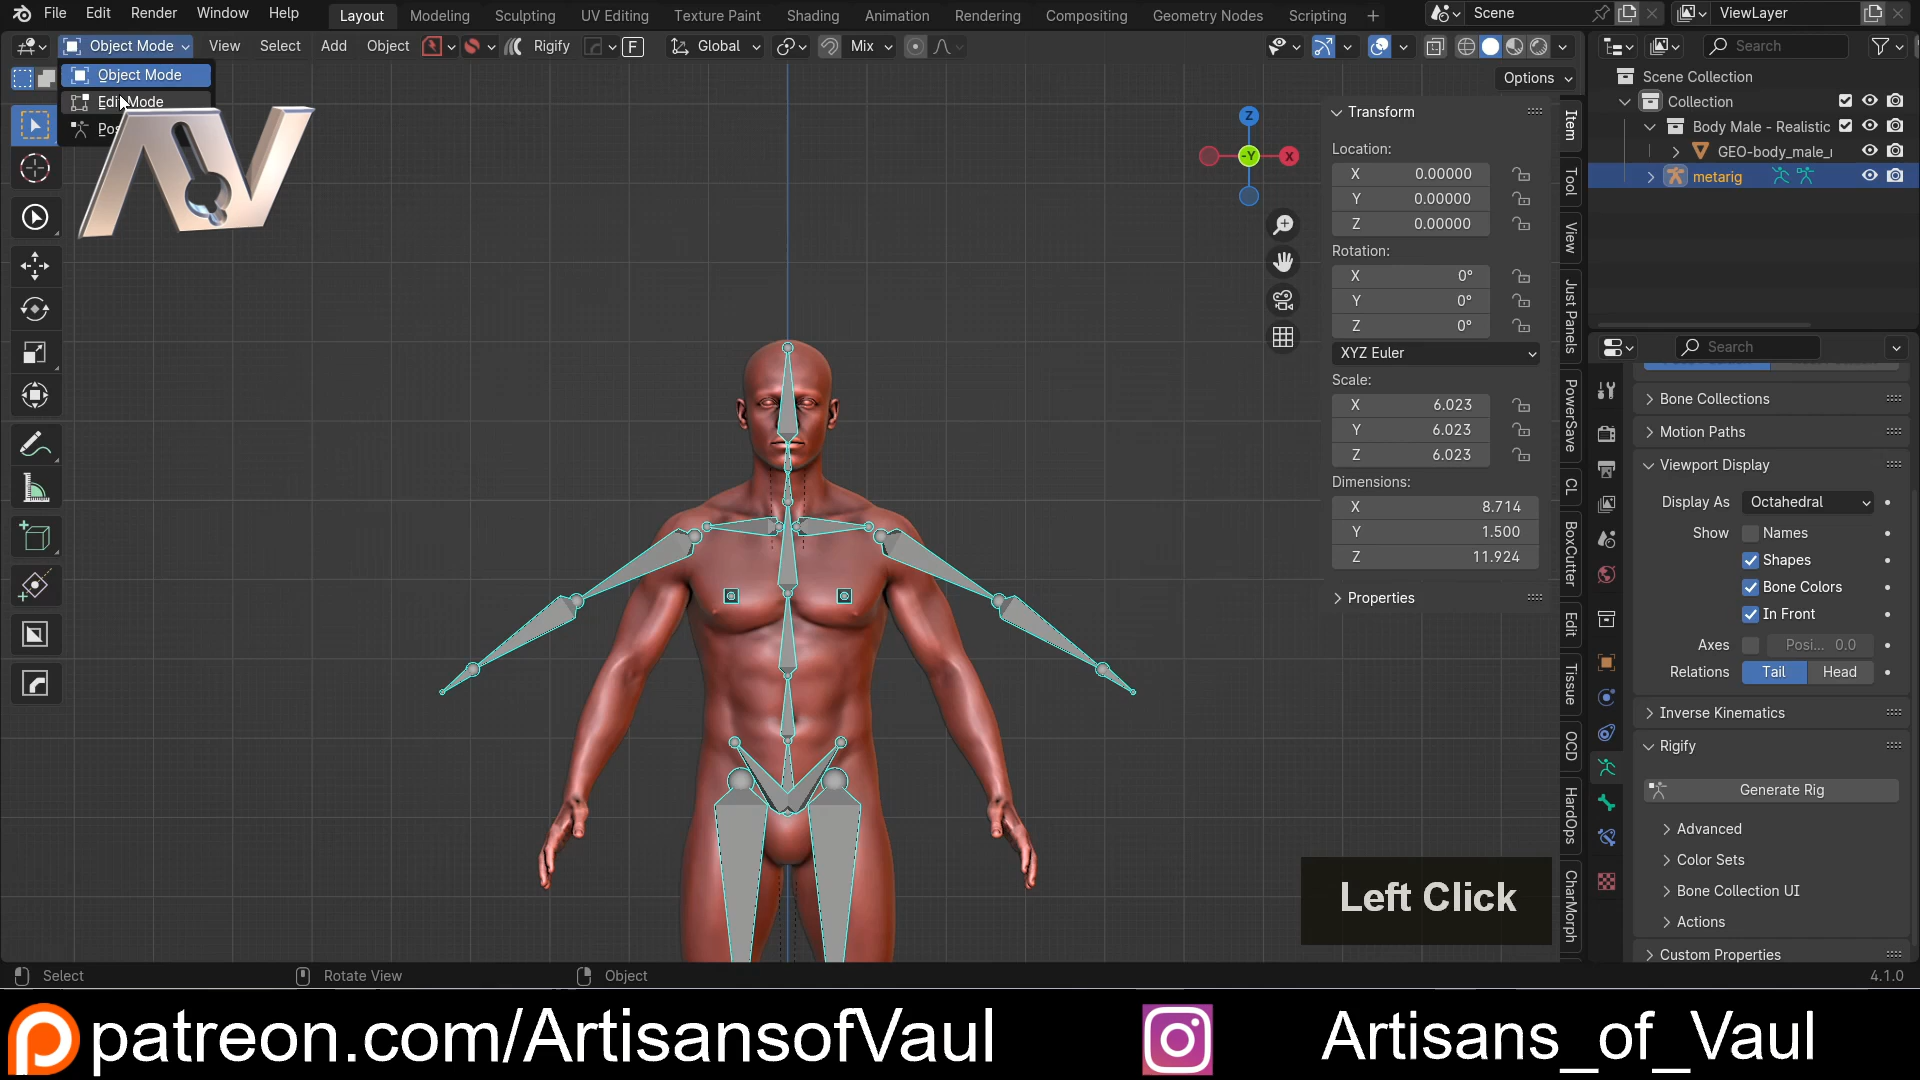 File Edit Render Window Help Layout Modeling Sculpting UV Editing Texture Paint Shading Animation Rendering Compositing Geometry Nodes Scripting + Scene ViewLayer
Object Mode View Select Add Object Rigify F Global Mix Search
Object Mode
Edit Mode
Pos
Options
Scene Collection
Collection
Body Male - Realistic
GEO-body_male_
metarig
Z
-Y
X
Transform
Location:
X 0.00000
Y 0.00000
Z 0.00000
Rotation:
X 0°
Y 0°
Z 0°
XYZ Euler
Scale:
X 6.023
Y 6.023
Z 6.023
Dimensions:
X 8.714
Y 1.500
Z 11.924
Properties
Item
Tool
View
Just Panels
PowerSave
CL
BoxCutter
Edit
Tissue
OCD
HardOps
CharMorph
Search
Bone Collections
Motion Paths
Viewport Display
Display As Octahedral
Show Names
Shapes
Bone Colors
In Front
Axes Posi... 0.0
Relations Tail Head
Inverse Kinematics
Rigify
Generate Rig
Advanced
Color Sets
Bone Collection UI
Actions
Custom Properties
Left Click
Select Rotate View Object 4.1.0
patreon.com/ArtisansofVaul Artisans_of_Vaul